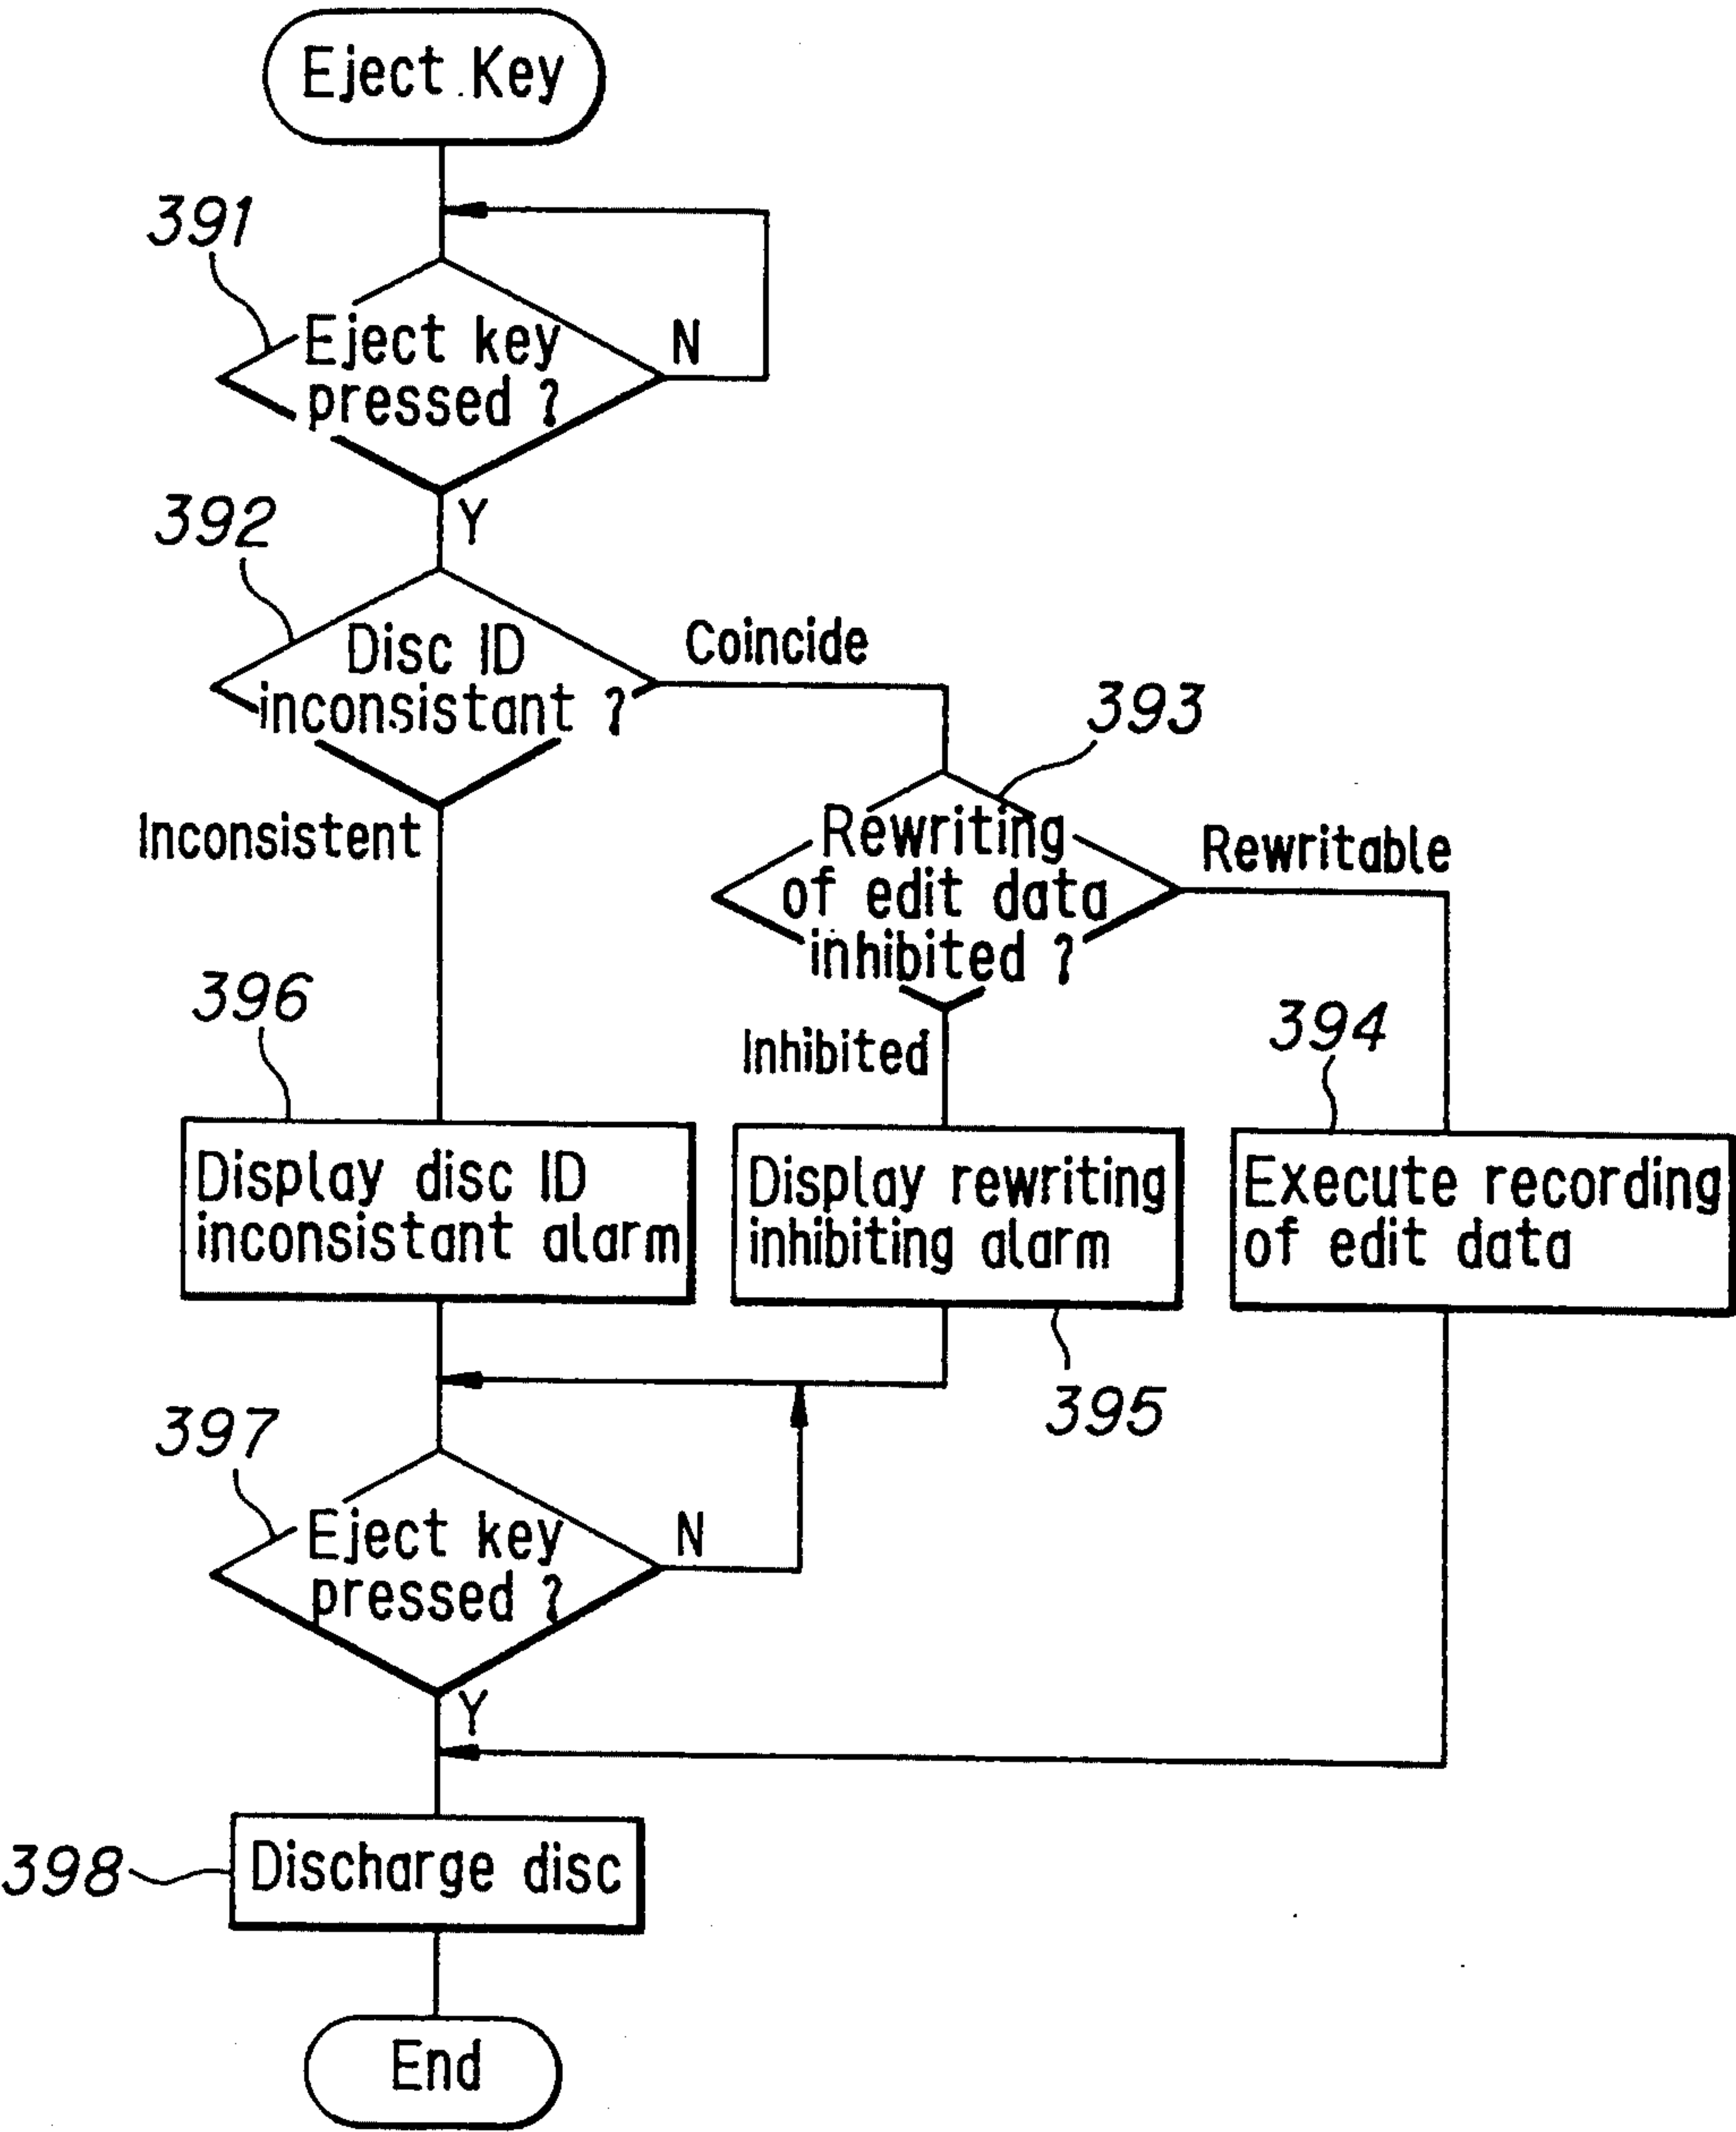 Eject Key
391
Eject key
pressed ?
N
Y
392
Disc ID
inconsistant ?
Coincide
Inconsistent
393
Rewriting
of edit data
inhibited ?
Rewritable
Inhibited
396
394
Display disc ID
inconsistant alarm
Display rewriting
inhibiting alarm
Execute recording
of edit data
395
397
Eject key
pressed ?
N
Y
398
Discharge disc
End